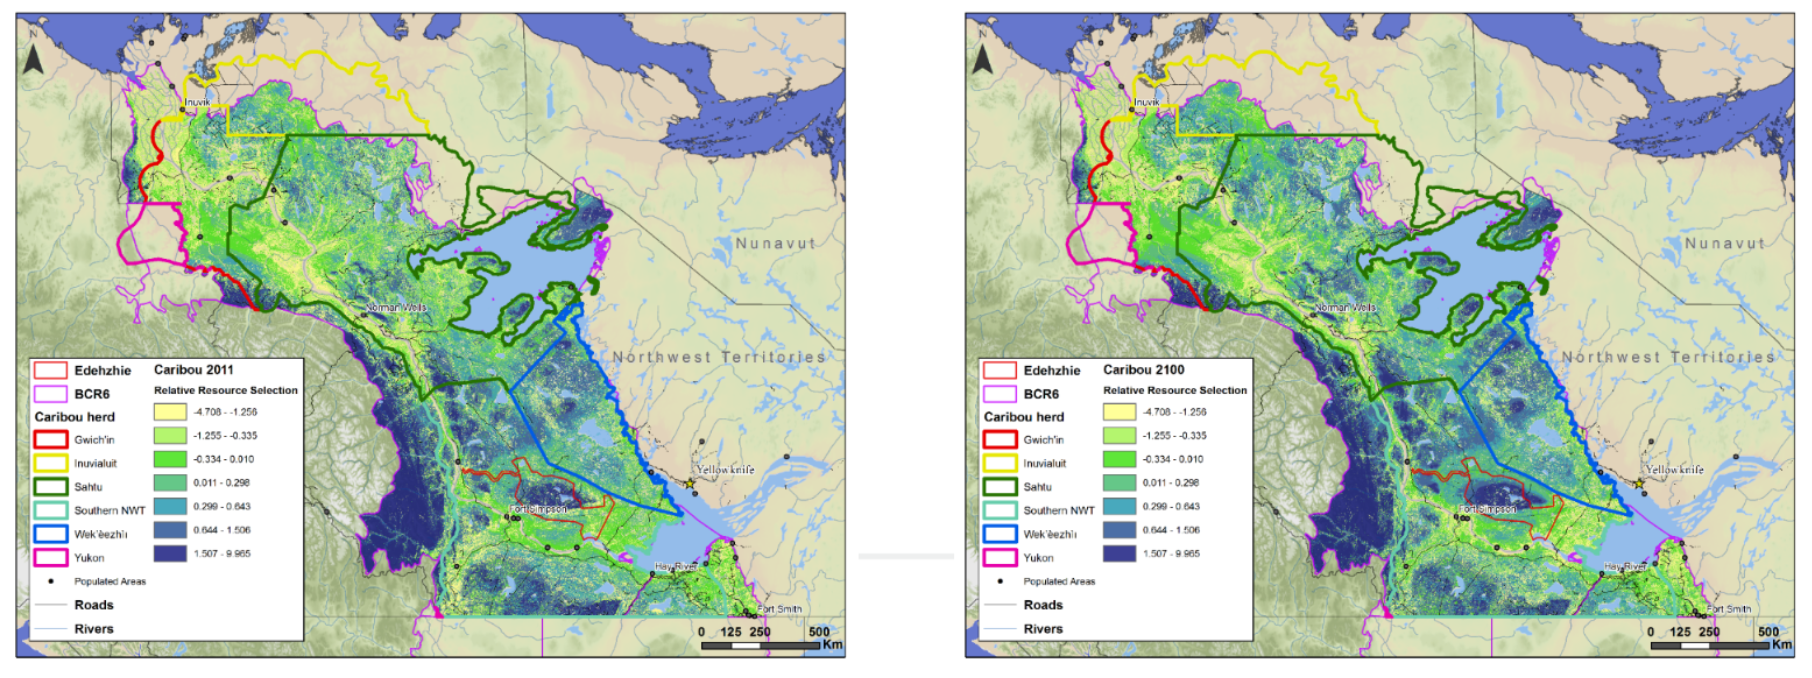 N
Inuvik
Nunavut
Norman Wells
Northwest Territories
Yellowknife
Fort Simpson
Hay River
Fort Smith
Edehzhie
BCR6
Caribou herd
Gwich'in
Inuvialuit
Sahtu
Southern NWT
Wek'èezhìı
Yukon
Populated Areas
Roads
Rivers
Caribou 2011
Relative Resource Selection
-4.708 - -1.256
-1.255 - -0.335
-0.334 - 0.010
0.011 - 0.298
0.299 - 0.643
0.644 - 1.506
1.507 - 9.965
0 125 250 500
Km
N
Inuvik
Nunavut
Norman Wells
Northwest Territories
Yellowknife
Fort Simpson
Hay River
Fort Smith
Edehzhie
BCR6
Caribou herd
Gwich'in
Inuvialuit
Sahtu
Southern NWT
Wek'èezhìı
Yukon
Populated Areas
Roads
Rivers
Caribou 2100
Relative Resource Selection
-4.708 - -1.256
-1.255 - -0.335
-0.334 - 0.010
0.011 - 0.298
0.299 - 0.643
0.644 - 1.506
1.507 - 9.965
0 125 250 500
Km